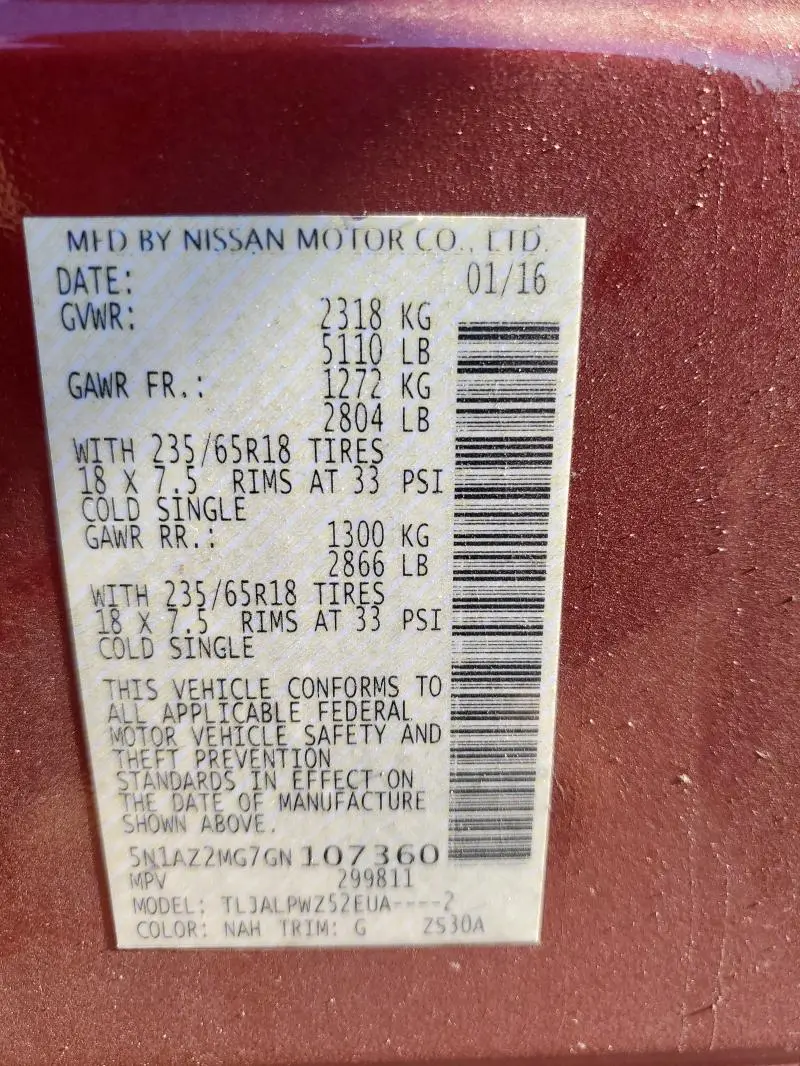 MFD BY NISSAN MOTOR CO., LTD.
DATE: 01/16
GVWR: 2318 KG
5110 LB
GAWR FR.: 1272 KG
2804 LB
WITH 235/65R18 TIRES
18 X 7.5 RIMS AT 33 PSI
COLD SINGLE
GAWR RR.: 1300 KG
2866 LB
WITH 235/65R18 TIRES
18 X 7.5 RIMS AT 33 PSI
COLD SINGLE
THIS VEHICLE CONFORMS TO
ALL APPLICABLE FEDERAL
MOTOR VEHICLE SAFETY AND
THEFT PREVENTION
STANDARDS IN EFFECT ON
THE DATE OF MANUFACTURE
SHOWN ABOVE.
5N1AZ2MG7GN107360
MPV 299811
MODEL: TLJALPWZ52EUA----2
COLOR: NAH TRIM: G ZS30A